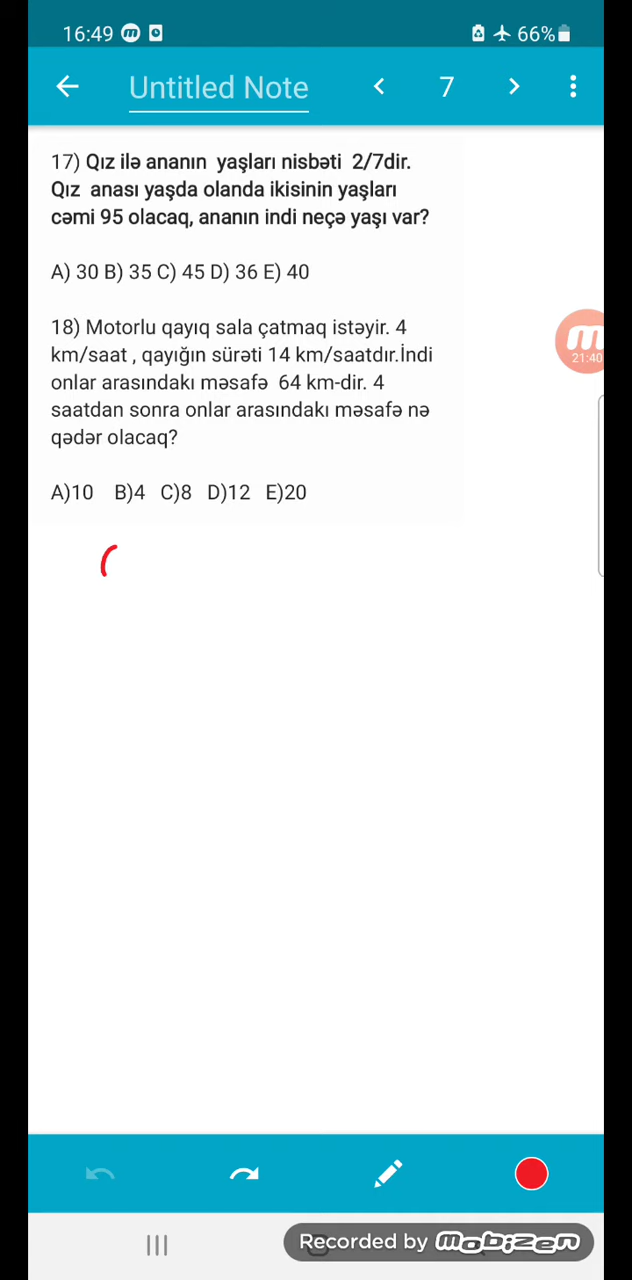 16:49 66%
Untitled Note 7
17) Qız ilə ananın yaşları nisbəti 2/7dir.
Qız anası yaşda olanda ikisinin yaşları
cəmi 95 olacaq, ananın indi neçə yaşı var?
A) 30 B) 35 C) 45 D) 36 E) 40
18) Motorlu qayıq sala çatmaq istəyir. 4
km/saat , qayığın sürəti 14 km/saatdır.İndi
onlar arasındakı məsafə 64 km-dir. 4
saatdan sonra onlar arasındakı məsafə nə
qədər olacaq?
A)10 B)4 C)8 D)12 E)20
m
21:40
Recorded by mobizen